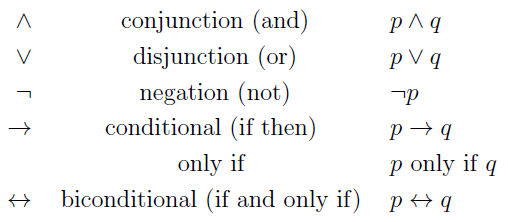 ∧ conjunction (and) p ∧ q
∨ disjunction (or) p ∨ q
¬ negation (not) ¬p
→ conditional (if then) p → q
only if p only if q
↔ biconditional (if and only if) p ↔ q